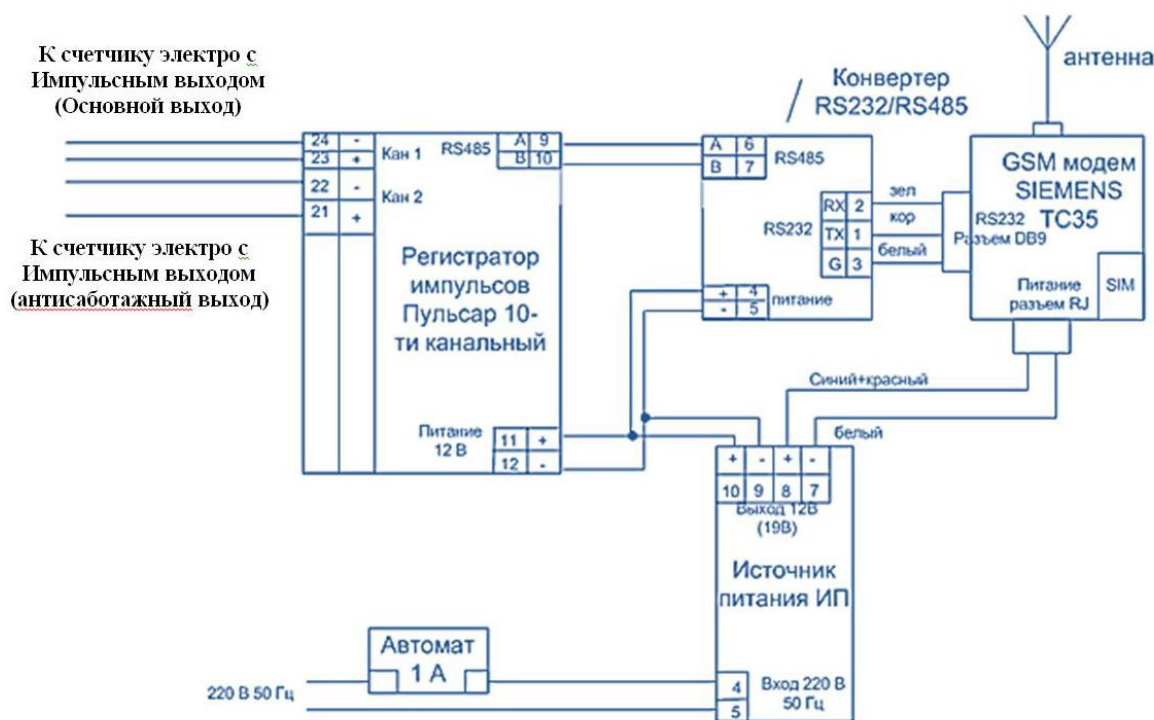 К счетчику электро с
Импульсным выходом
(Основной выход)
24 - Кан 1
23 +
22 - Кан 2
21 +
К счетчику электро с
Импульсным выходом
(антисаботажный выход)
RS485 A 9
B 10
Регистратор
импульсов
Пульсар 10-
ти канальный
Питание
12 В
11 +
12 -
Конвертер
RS232/RS485
A 6
B 7
RS485
RS232
RX 2
TX 1
G 3
+ 4
- 5
питание
зел
кор
белый
антенна
GSM модем
SIEMENS
TC35
RS232
Разъем DB9
Питание
разъем RJ
SIM
Синий+красный
белый
+ - + -
10 9 8 7
Выход 12В
(19В)
Источник
питания ИП
Автомат
1 А
220 В 50 Гц
4
5
Вход 220 В
50 Гц